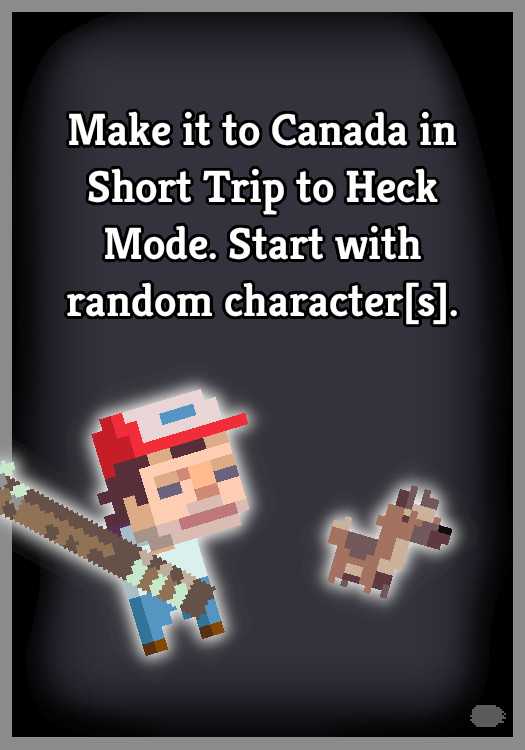 Make it to Canada in
Short Trip to Heck
Mode. Start with
random character[s].